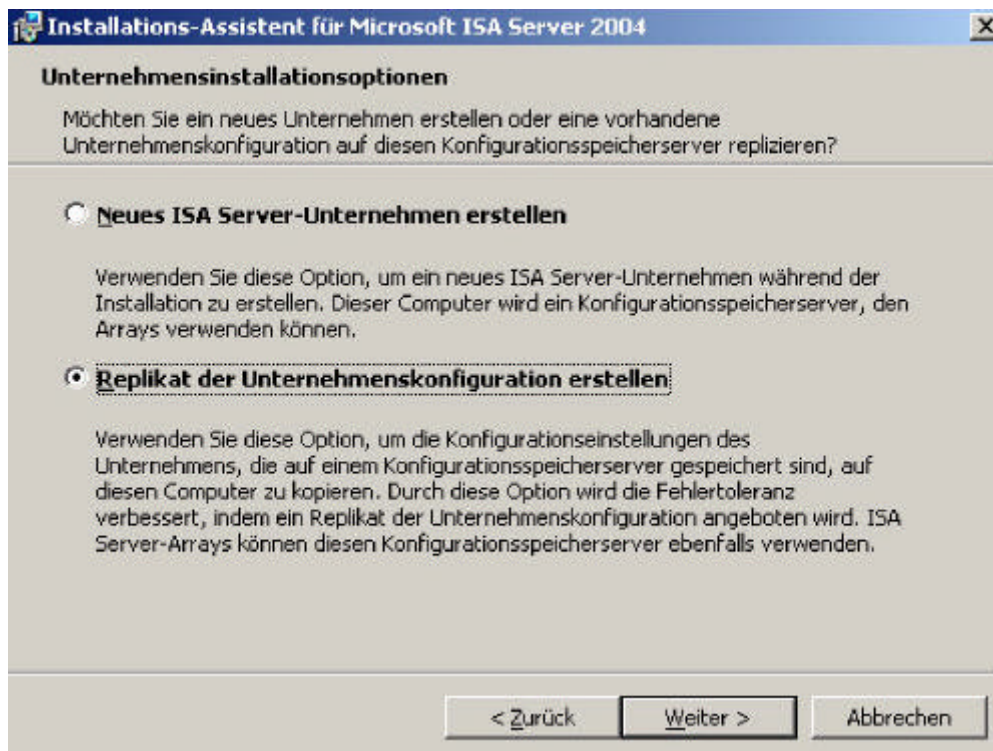 Installations-Assistent für Microsoft ISA Server 2004
Unternehmensinstallationsoptionen
Möchten Sie ein neues Unternehmen erstellen oder eine vorhandene
Unternehmenskonfiguration auf diesen Konfigurationsspeicherserver replizieren?
Neues ISA Server-Unternehmen erstellen
Verwenden Sie diese Option, um ein neues ISA Server-Unternehmen während der
Installation zu erstellen. Dieser Computer wird ein Konfigurationsspeicherserver, den
Arrays verwenden können.
Replikat der Unternehmenskonfiguration erstellen
Verwenden Sie diese Option, um die Konfigurationseinstellungen des
Unternehmens, die auf einem Konfigurationsspeicherserver gespeichert sind, auf
diesen Computer zu kopieren. Durch diese Option wird die Fehlertoleranz
verbessert, indem ein Replikat der Unternehmenskonfiguration angeboten wird. ISA
Server-Arrays können diesen Konfigurationsspeicherserver ebenfalls verwenden.
< Zurück Weiter > Abbrechen